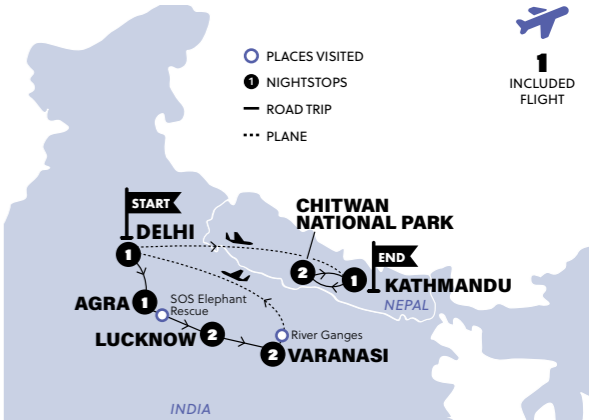 PLACES VISITED
1 NIGHTSTOPS
ROAD TRIP
PLANE
1
INCLUDED
FLIGHT
START
DELHI
1
CHITWAN
NATIONAL PARK
2
END
1
KATHMANDU
NEPAL
AGRA 1
SOS Elephant
Rescue
LUCKNOW 2
River Ganges
2 VARANASI
INDIA